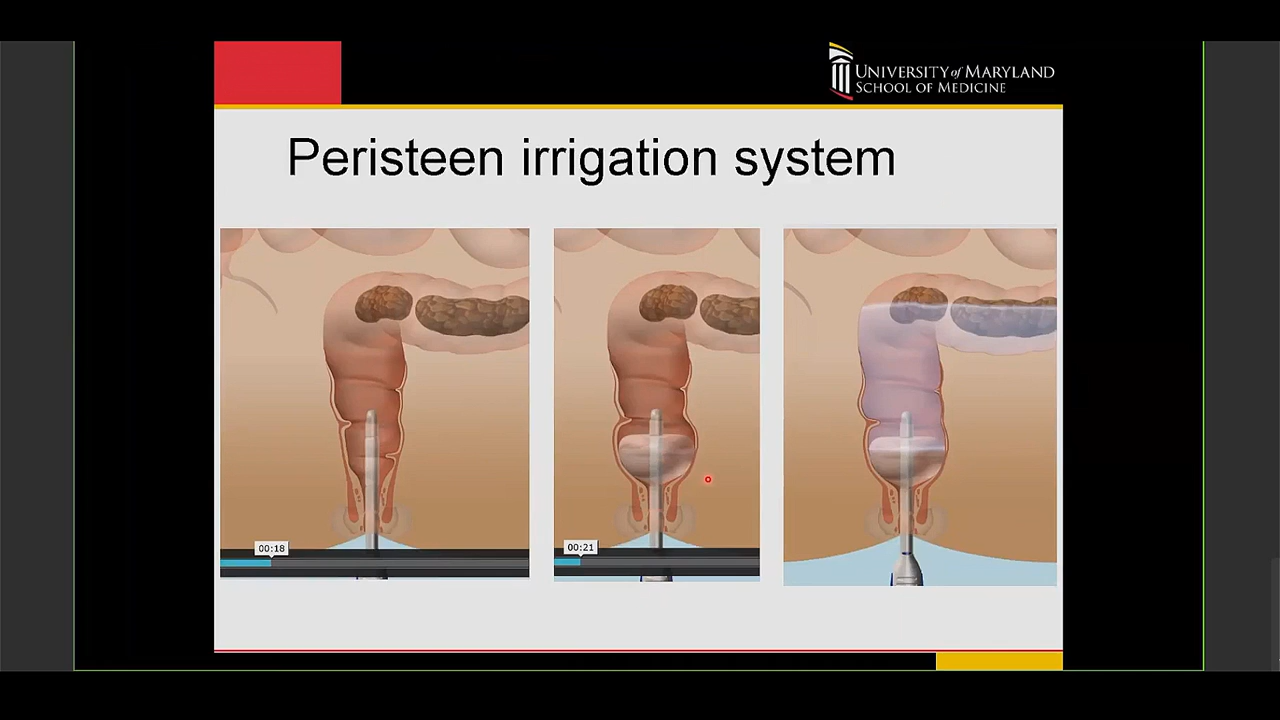 UNIVERSITY of MARYLAND
SCHOOL OF MEDICINE
Peristeen irrigation system
00:18
00:21